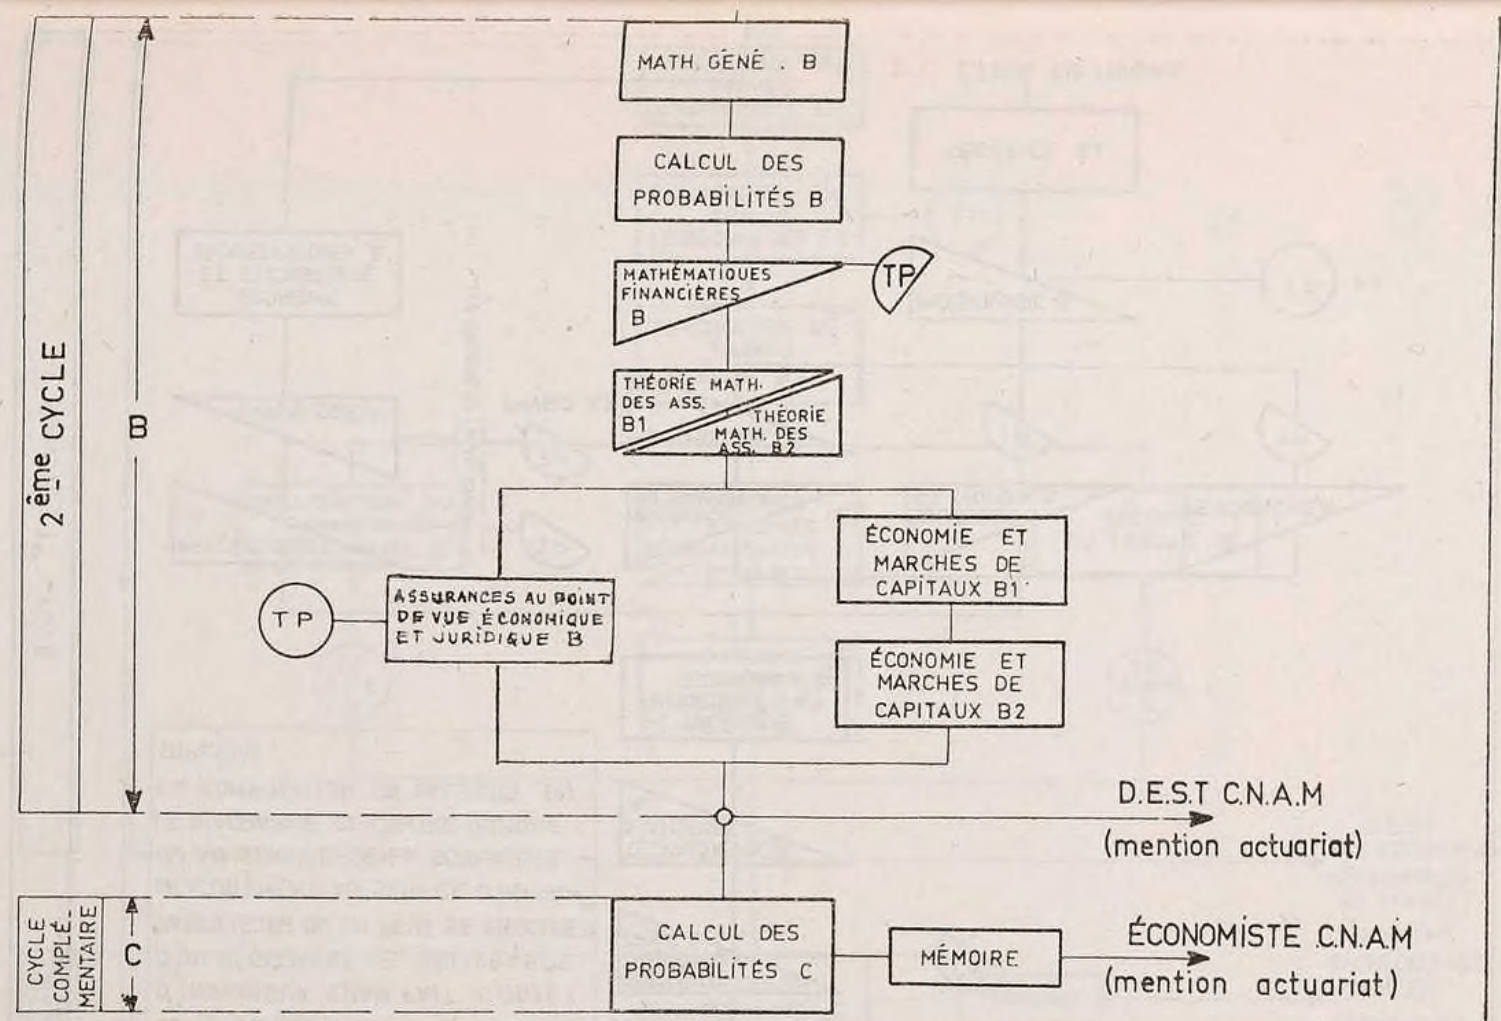 MATH. GÉNÉ. B
CALCUL DES
PROBABILITÉS B
MATHÉMATIQUES
FINANCIÈRES
B
TP
THÉORIE MATH.
DES ASS.
B1
THÉORIE
MATH. DES
ASS. B2
2ème CYCLE
B
ÉCONOMIE ET
MARCHES DE
CAPITAUX B1
TP
ASSURANCES AU POINT
DE VUE ÉCONOMIQUE
ET JURIDIQUE B
ÉCONOMIE ET
MARCHES DE
CAPITAUX B2
D.E.S.T C.N.A.M
(mention actuariat)
CYCLE
COMPLÉ-
MENTAIRE
C
CALCUL DES
PROBABILITÉS C
MÉMOIRE
ÉCONOMISTE C.N.A.M
(mention actuariat)